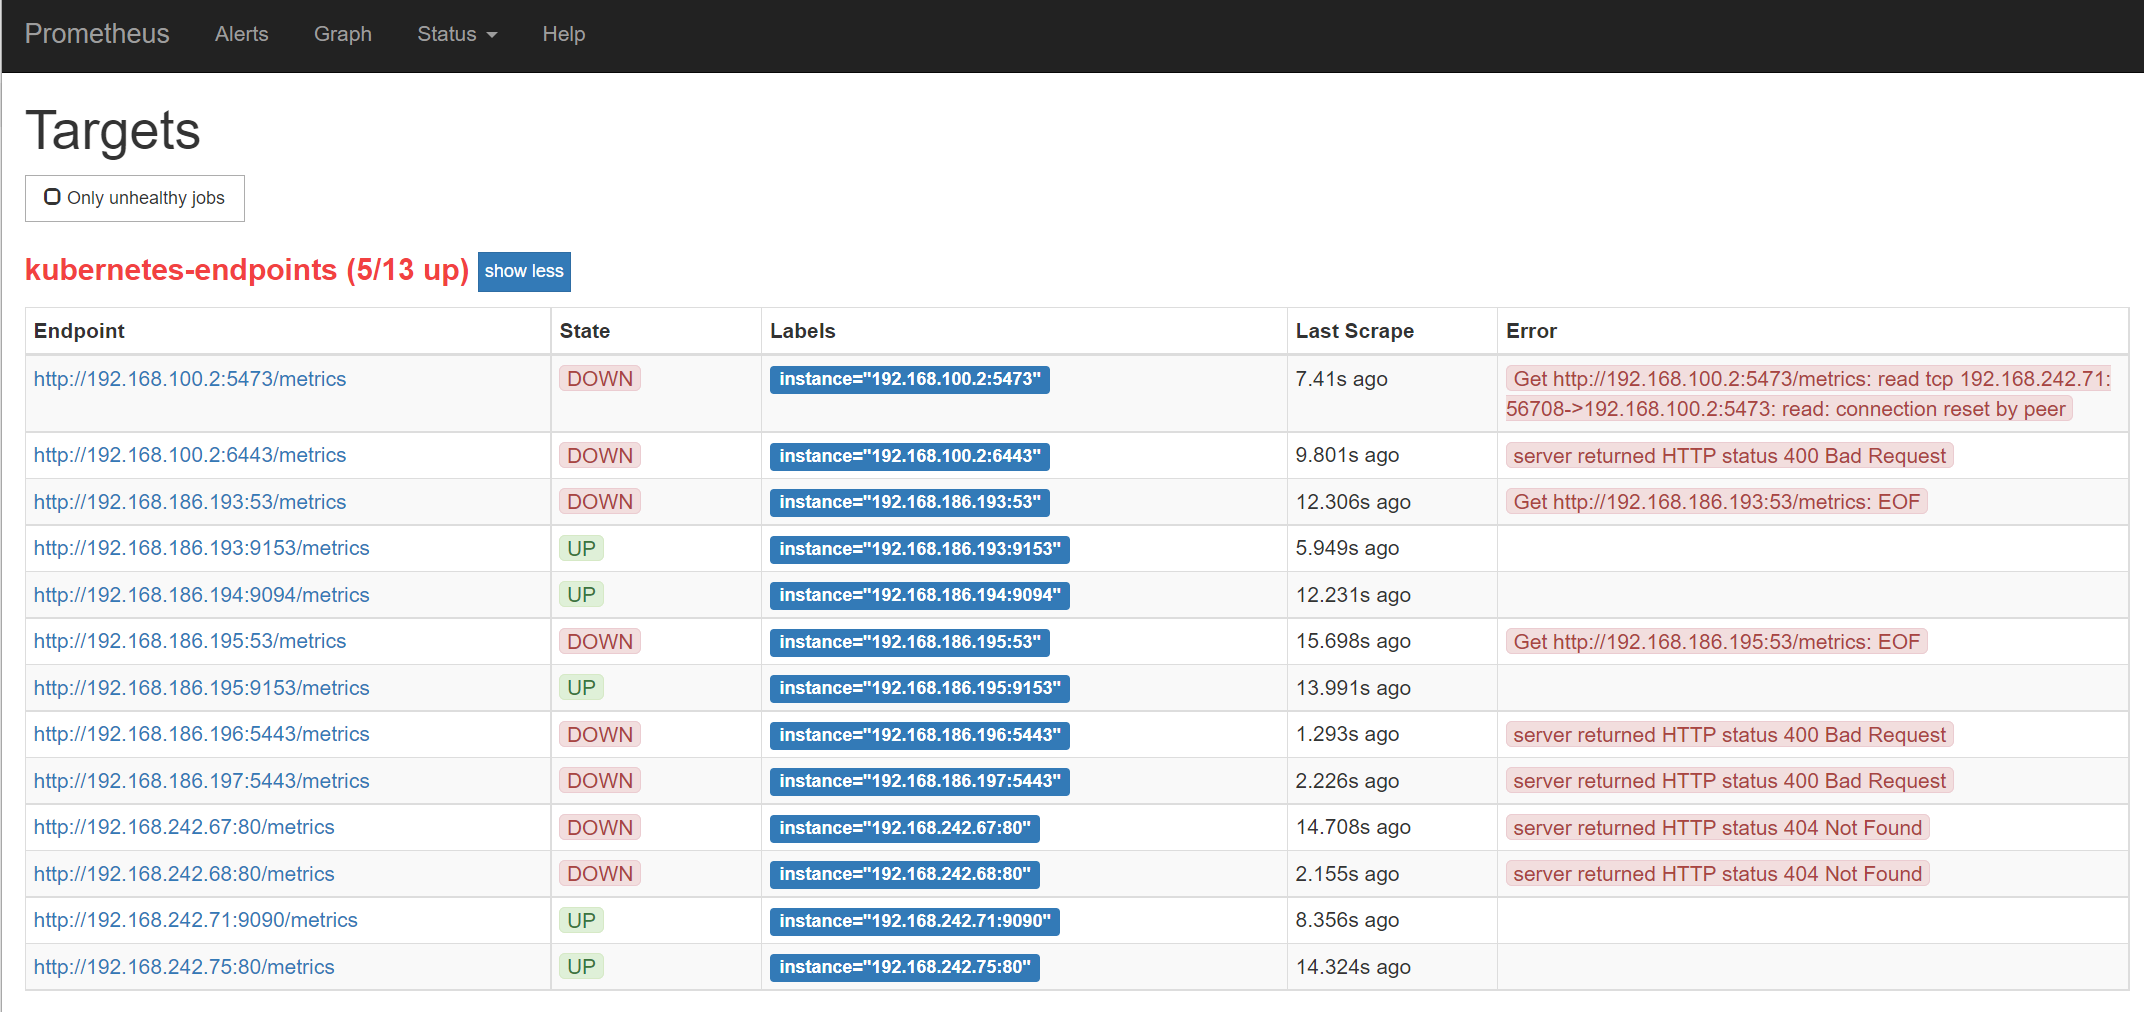 Prometheus Alerts Graph Status Help
Targets
Only unhealthy jobs
kubernetes-endpoints (5/13 up) show less
Endpoint State Labels Last Scrape Error
http://192.168.100.2:5473/metrics DOWN instance="192.168.100.2:5473" 7.41s ago Get http://192.168.100.2:5473/metrics: read tcp 192.168.242.71:
56708->192.168.100.2:5473: read: connection reset by peer
http://192.168.100.2:6443/metrics DOWN instance="192.168.100.2:6443" 9.801s ago server returned HTTP status 400 Bad Request
http://192.168.186.193:53/metrics DOWN instance="192.168.186.193:53" 12.306s ago Get http://192.168.186.193:53/metrics: EOF
http://192.168.186.193:9153/metrics UP instance="192.168.186.193:9153" 5.949s ago
http://192.168.186.194:9094/metrics UP instance="192.168.186.194:9094" 12.231s ago
http://192.168.186.195:53/metrics DOWN instance="192.168.186.195:53" 15.698s ago Get http://192.168.186.195:53/metrics: EOF
http://192.168.186.195:9153/metrics UP instance="192.168.186.195:9153" 13.991s ago
http://192.168.186.196:5443/metrics DOWN instance="192.168.186.196:5443" 1.293s ago server returned HTTP status 400 Bad Request
http://192.168.186.197:5443/metrics DOWN instance="192.168.186.197:5443" 2.226s ago server returned HTTP status 400 Bad Request
http://192.168.242.67:80/metrics DOWN instance="192.168.242.67:80" 14.708s ago server returned HTTP status 404 Not Found
http://192.168.242.68:80/metrics DOWN instance="192.168.242.68:80" 2.155s ago server returned HTTP status 404 Not Found
http://192.168.242.71:9090/metrics UP instance="192.168.242.71:9090" 8.356s ago
http://192.168.242.75:80/metrics UP instance="192.168.242.75:80" 14.324s ago